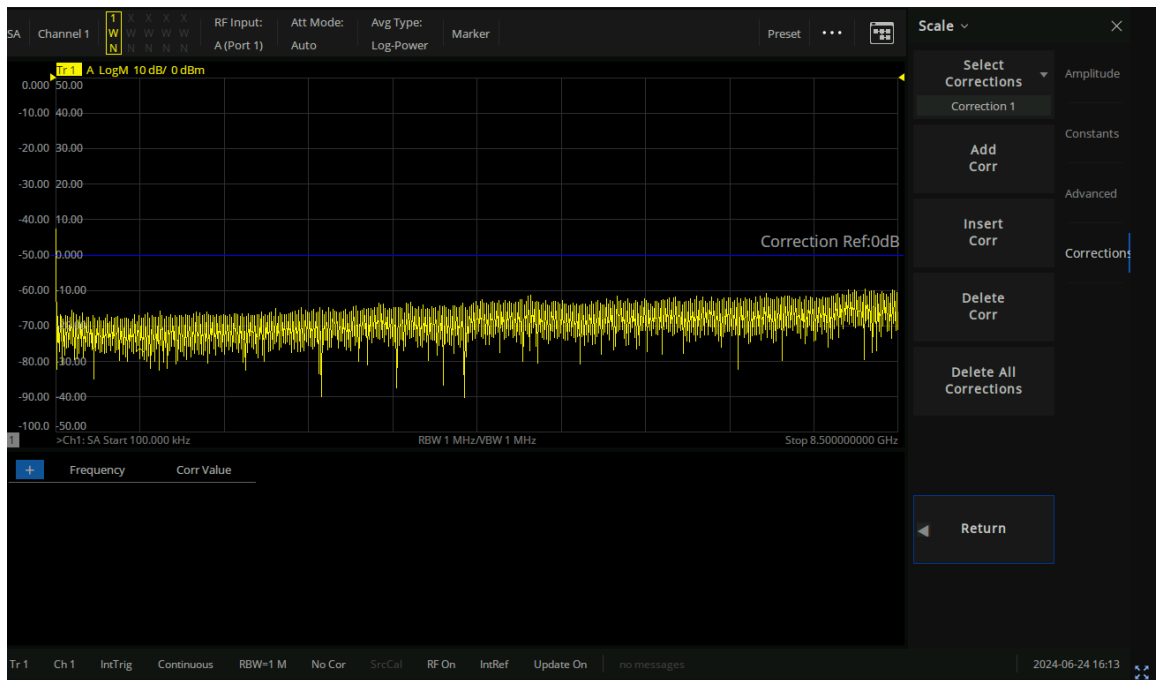 SA Channel 1 1 X X X X RF Input: Att Mode: Avg Type: Marker Preset ••• Scale
W W W W W A (Port 1) Auto Log-Power
N N N N N
Tr 1 A LogM 10 dB/ 0 dBm
0.000 50.00
-10.00 40.00
-20.00 30.00
-30.00 20.00
-40.00 10.00
-50.00 0.000
-60.00 -10.00
-70.00
-80.00 -30.00
-90.00 -40.00
-100.0 -50.00
Correction Ref:0dB
1 >Ch1: SA Start 100.000 kHz RBW 1 MHz/VBW 1 MHz Stop 8.500000000 GHz
+ Frequency Corr Value
Select
Corrections
Correction 1
Add
Corr
Insert
Corr
Delete
Corr
Delete All
Corrections
Return
Amplitude
Constants
Advanced
Corrections
Tr 1 Ch 1 IntTrig Continuous RBW=1 M No Cor SrcCal RF On IntRef Update On no messages 2024-06-24 16:13